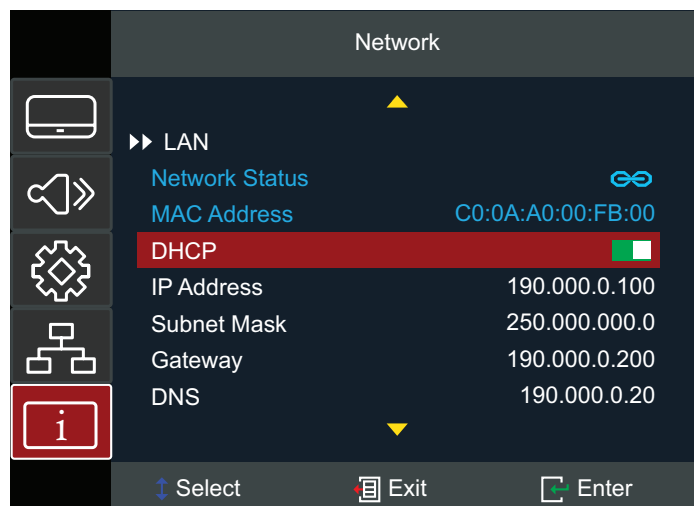 Network
LAN
Network Status
MAC Address C0:0A:A0:00:FB:00
DHCP
IP Address 190.000.0.100
Subnet Mask 250.000.000.0
Gateway 190.000.0.200
DNS 190.000.0.20
i
Select Exit Enter